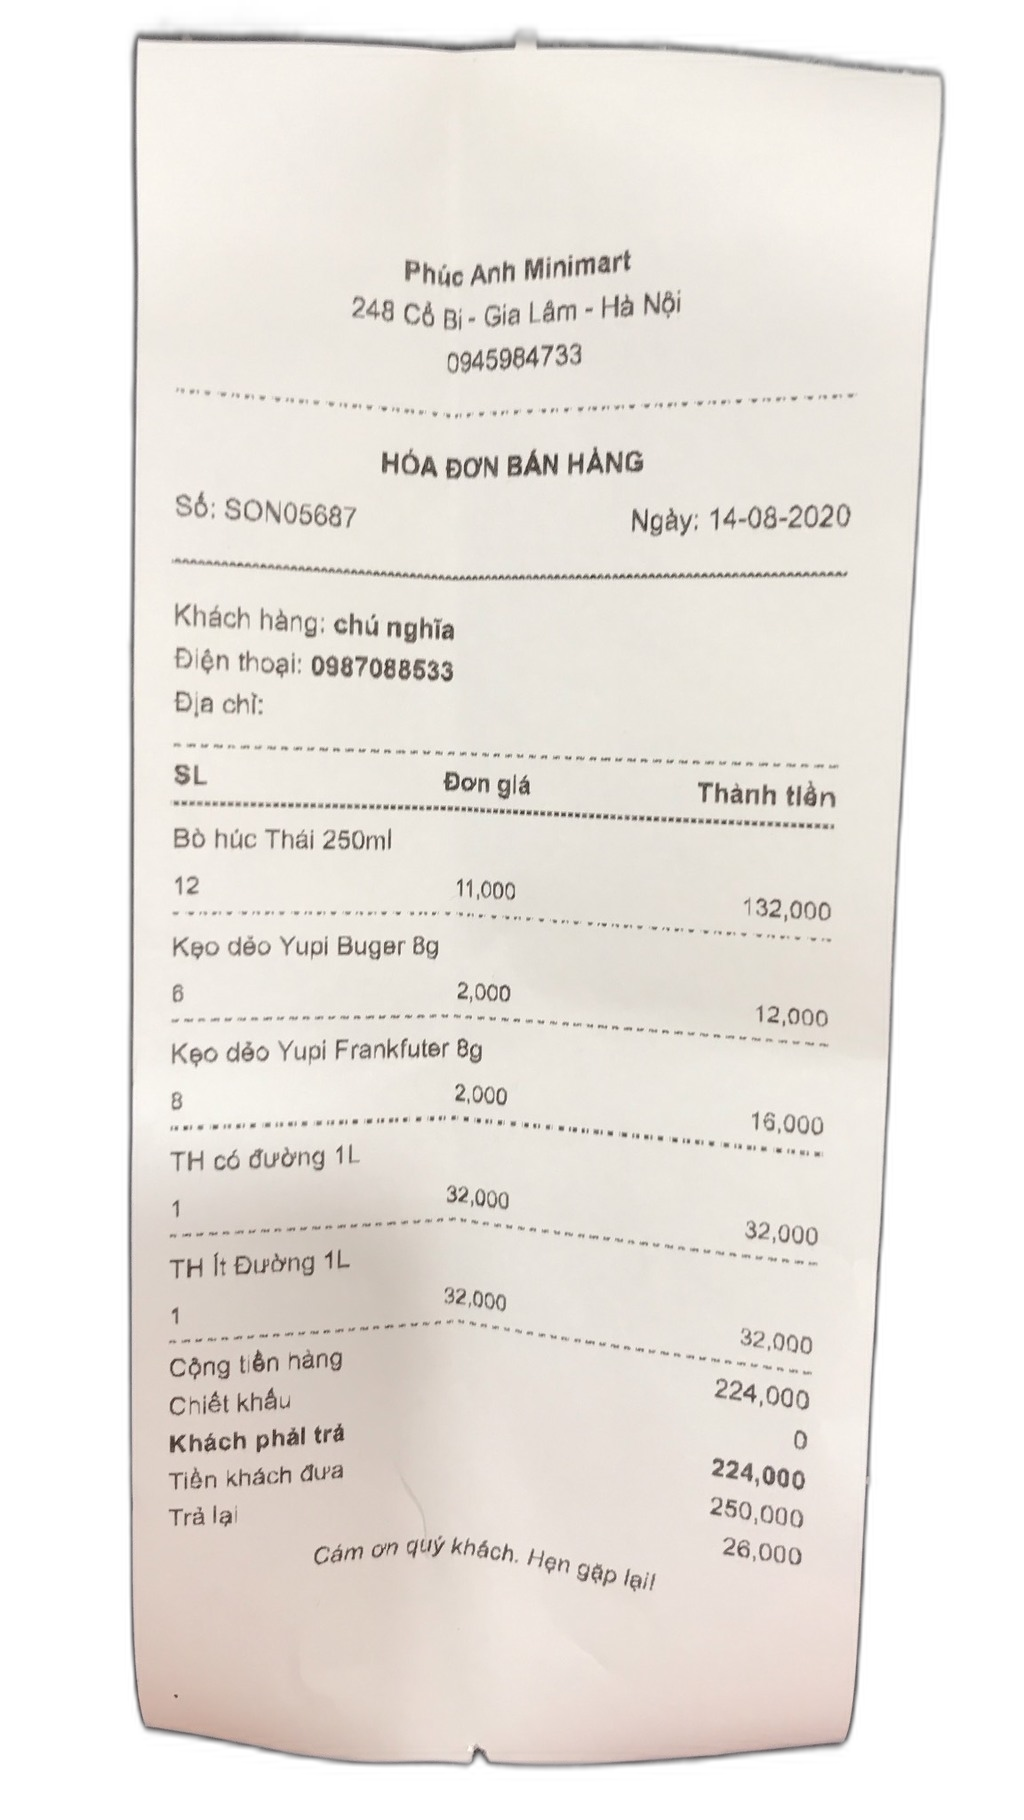 Phúc Anh Minimart
248 Cổ Bi - Gia Lâm - Hà Nội
0945984733
HÓA ĐƠN BÁN HÀNG
Số: SON05687 Ngày: 14-08-2020
Khách hàng: chú nghĩa
Điện thoại: 0987088533
Địa chỉ:
SL Đơn giá Thành tiền
Bò húc Thái 250ml
12 11,000 132,000
Kẹo dẻo Yupi Buger 8g
6 2,000 12,000
Kẹo dẻo Yupi Frankfuter 8g
8 2,000 16,000
TH có đường 1L
1 32,000 32,000
TH Ít Đường 1L
1 32,000 32,000
Cộng tiền hàng 224,000
Chiết khấu 0
Khách phải trả 224,000
Tiền khách đưa 250,000
Trả lại 26,000
Cám ơn quý khách. Hẹn gặp lại!